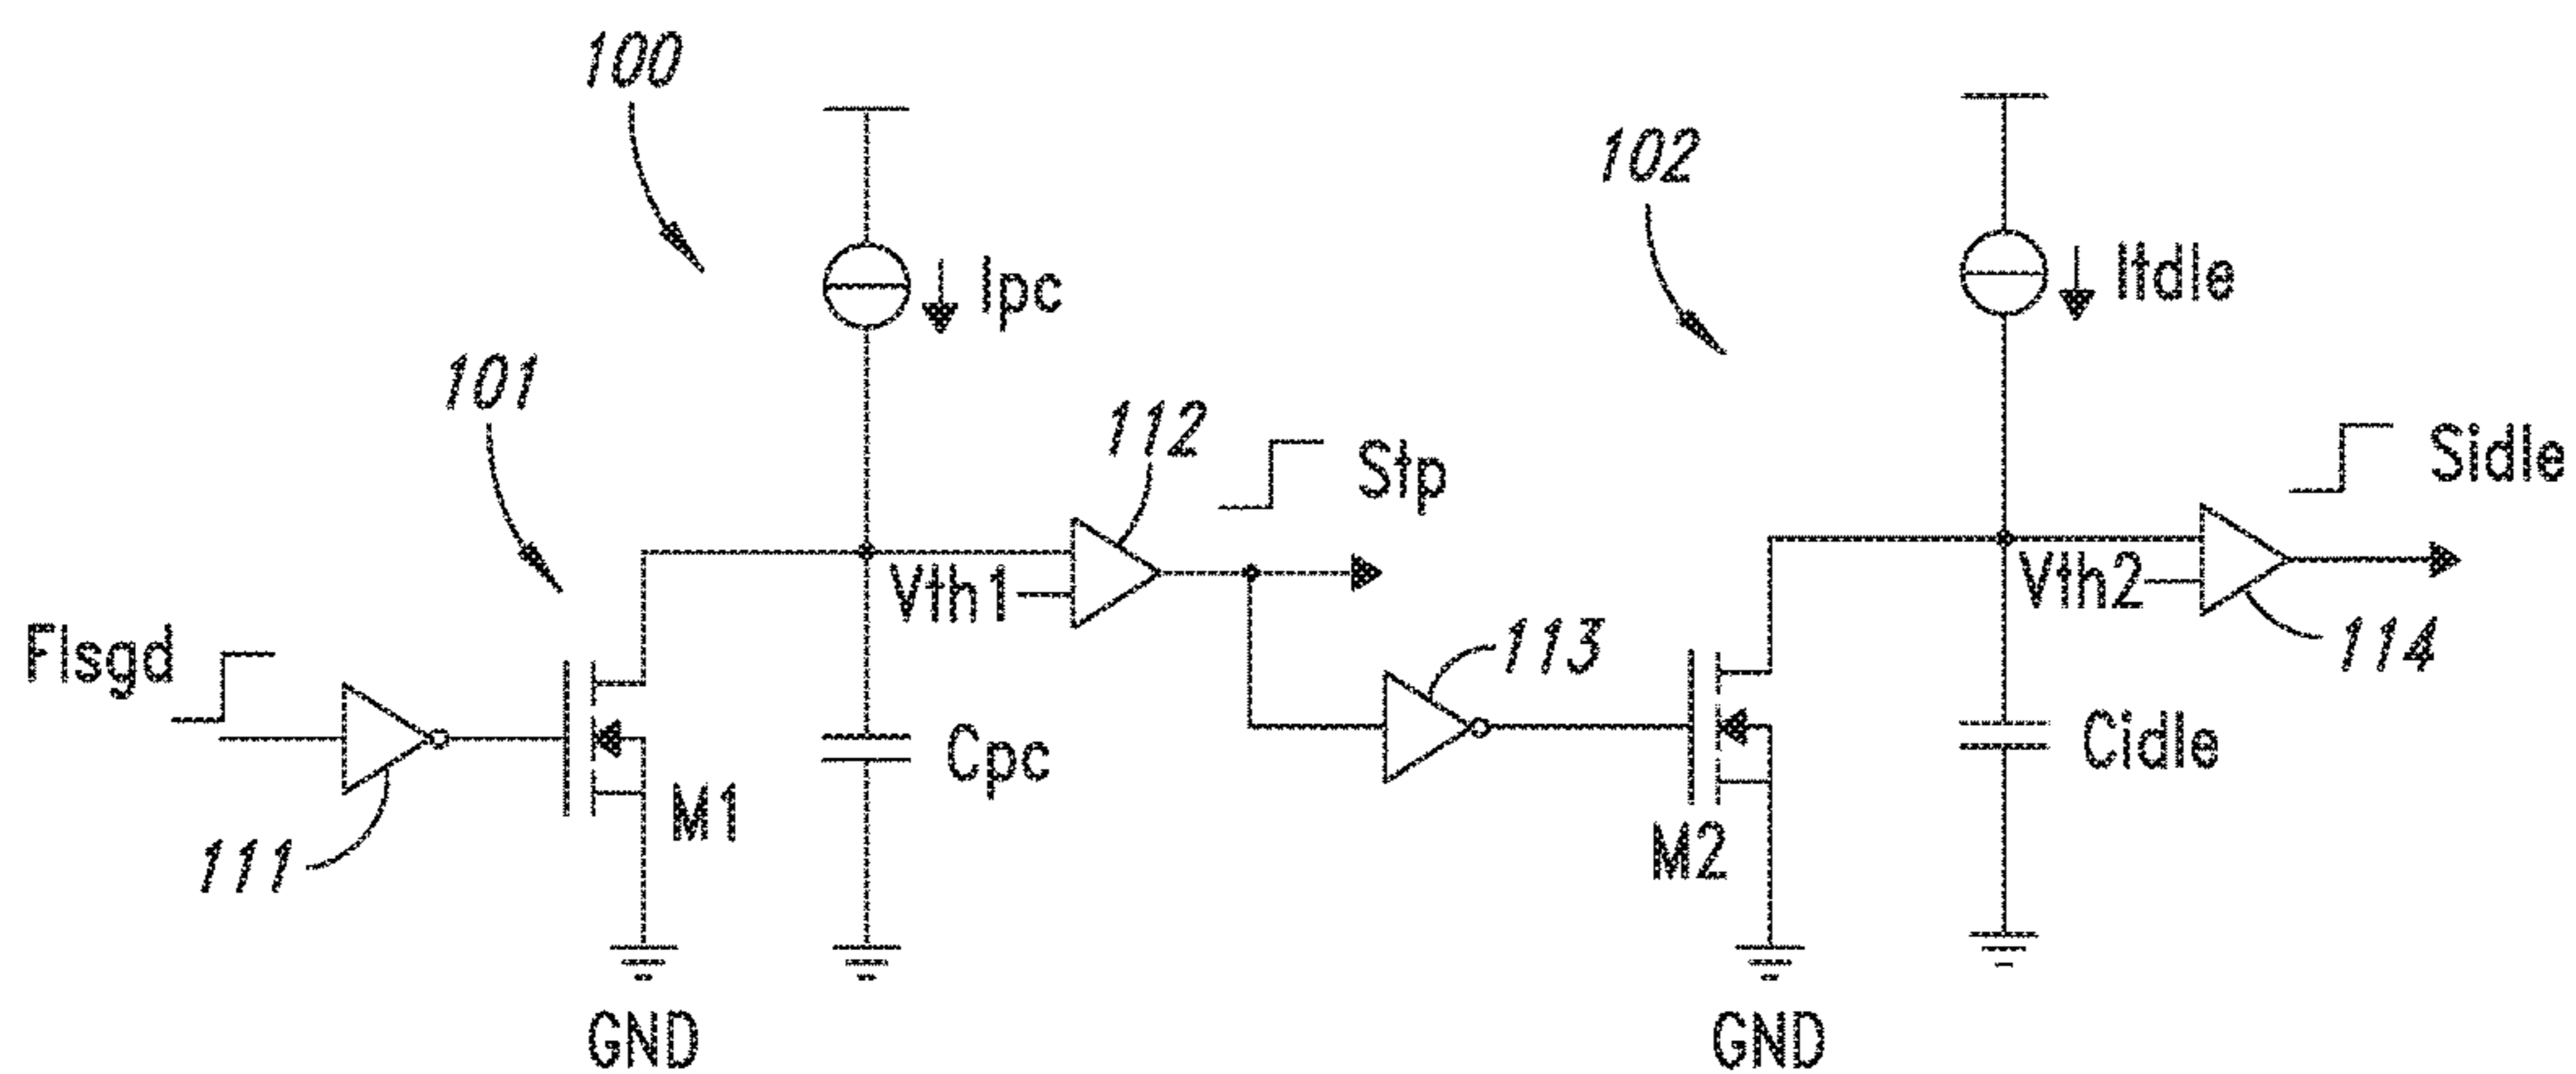 100
102
Ipc
Itdle
101
112
Stp
Sidle
Vth1
Vth2
Flsgd
113
114
Cpc
Cidle
M1
M2
111
GND
GND